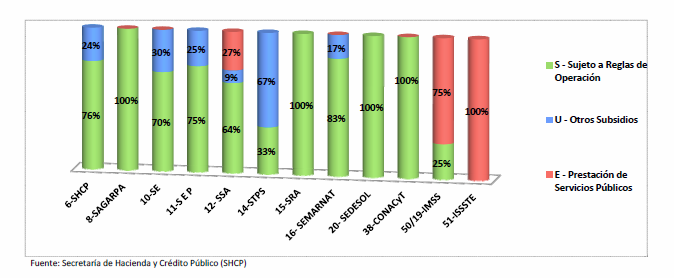 24%
76%
100%
30%
70%
25%
75%
27%
9%
64%
67%
33%
100%
17%
83%
100%
100%
75%
25%
100%
6-SHCP
8-SAGARPA
10-SE
11-S E P
12- SSA
14-STPS
15-SRA
16- SEMARNAT
20- SEDESOL
38-CONACyT
50/19-IMSS
51-ISSSTE
S - Sujeto a Reglas de
Operación
U - Otros Subsidios
E - Prestación de
Servicios Públicos
Fuente: Secretaría de Hacienda y Crédito Público (SHCP)